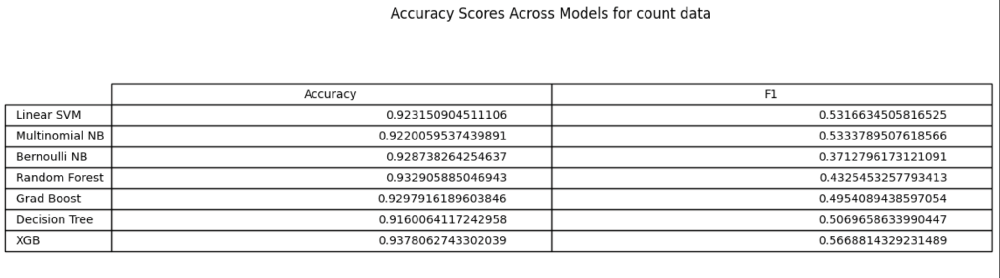 Accuracy Scores Across Models for count data
Accuracy F1
Linear SVM 0.923150904511106 0.5316634505816525
Multinomial NB 0.9220059537439891 0.5333789507618566
Bernoulli NB 0.928738264254637 0.3712796173121091
Random Forest 0.932905885046943 0.4325453257793413
Grad Boost 0.9297916189603846 0.4954089438597054
Decision Tree 0.9160064117242958 0.5069658633990447
XGB 0.9378062743302039 0.5668814329231489